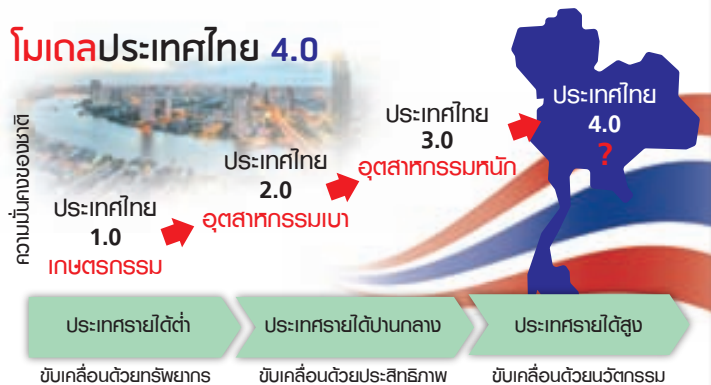 โมเดลประเทศไทย 4.0
ความมั่นคงของชาติ
ประเทศไทย
1.0
เกษตรกรรม
ประเทศไทย
2.0
อุตสาหกรรมเบา
ประเทศไทย
3.0
อุตสาหกรรมหนัก
ประเทศไทย
4.0
?
ประเทศรายได้ต่ำ
ประเทศรายได้ปานกลาง
ประเทศรายได้สูง
ขับเคลื่อนด้วยทรัพยากร
ขับเคลื่อนด้วยประสิทธิภาพ
ขับเคลื่อนด้วยนวัตกรรม